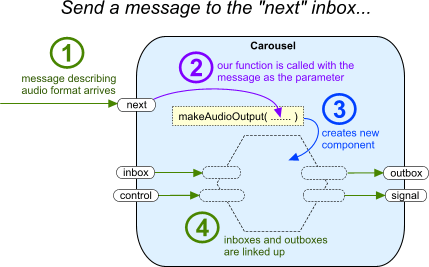 Send a message to the "next" inbox...
Carousel
1
message describing
audio format arrives
2
our function is called with the
message as the parameter
next
makeAudioOutput( ...... )
3
creates new
component
inbox
outbox
control
signal
4
inboxes and outboxes
are linked up